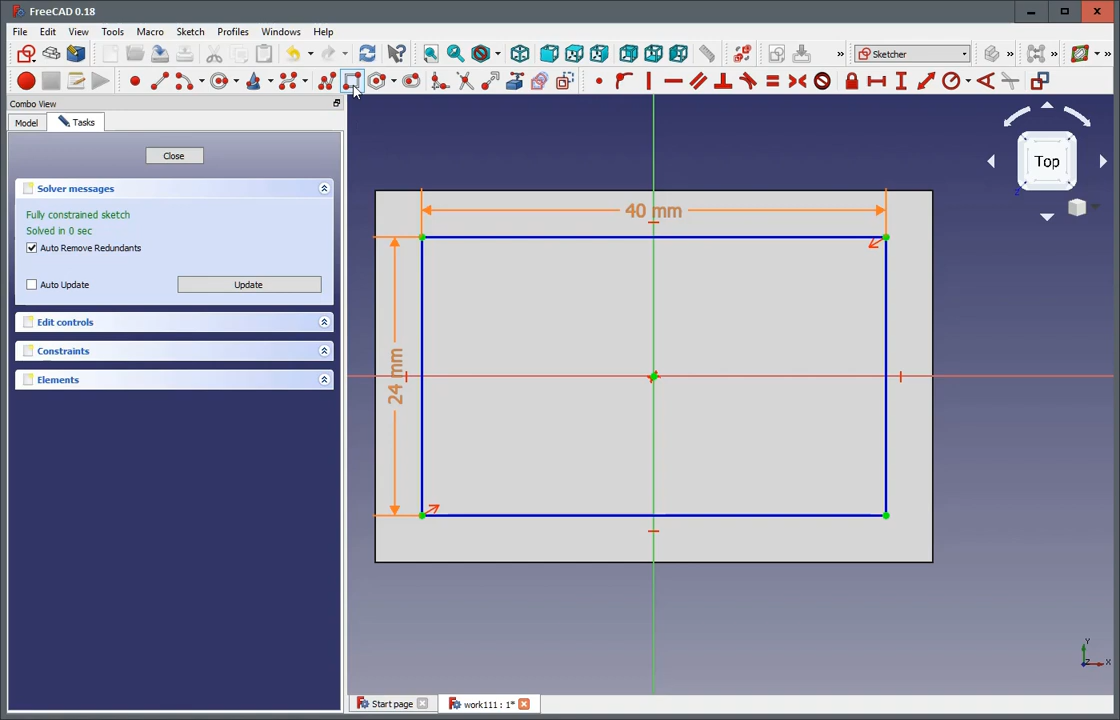 FreeCAD 0.18
File Edit View Tools Macro Sketch Profiles Windows Help
» Sketcher » »
Combo View
Model Tasks
Close
Solver messages
Fully constrained sketch
Solved in 0 sec
Auto Remove Redundants
Auto Update Update
Edit controls
Constraints
Elements
40 mm
24 mm
Top
Z
Y
Z X
Start page work111 : 1*